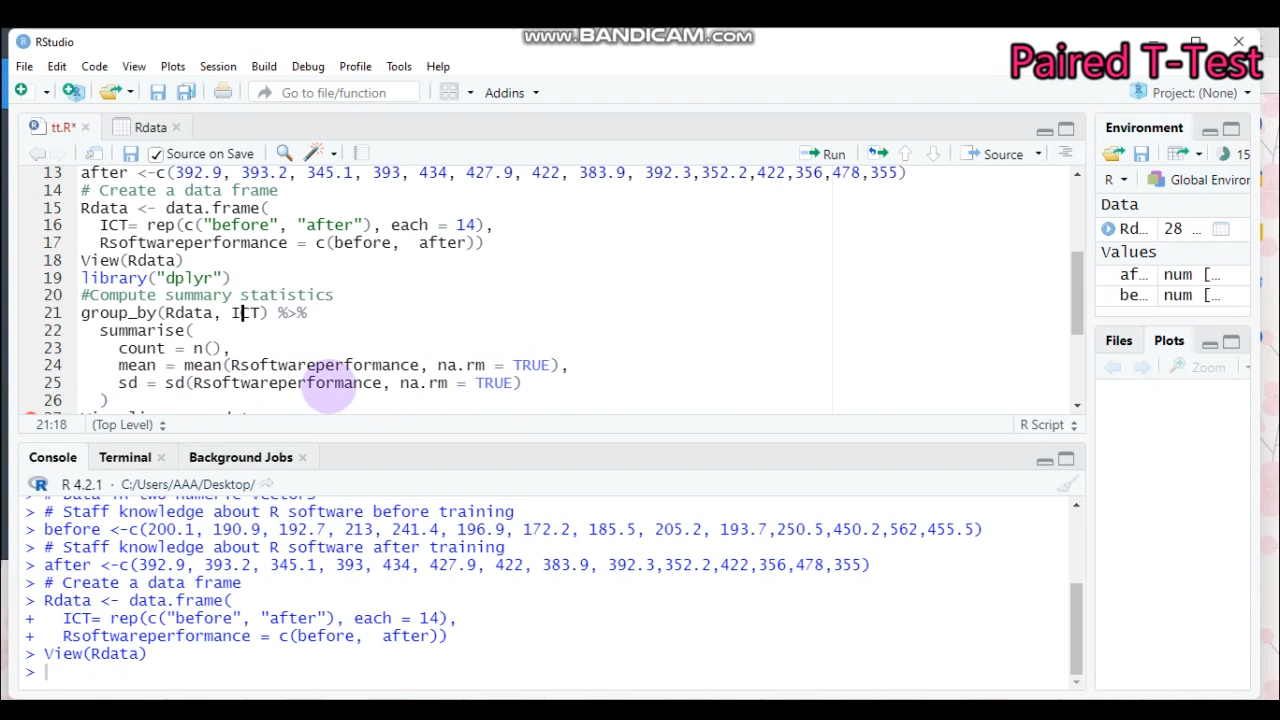 www.BANDICAM.com
RStudio
Paired T-Test
File Edit Code View Plots Session Build Debug Profile Tools Help
Go to file/function Addins Project: (None)
tt.R* Rdata
Source on Save Run Source
13 after <-c(392.9, 393.2, 345.1, 393, 434, 427.9, 422, 383.9, 392.3,352.2,422,356,478,355)
14 # Create a data frame
15 Rdata <- data.frame(
16 ICT= rep(c("before", "after"), each = 14),
17 Rsoftwareperformance = c(before, after))
18 View(Rdata)
19 library("dplyr")
20 #Compute summary statistics
21 group_by(Rdata, ICT) %>%
22 summarise(
23 count = n(),
24 mean = mean(Rsoftwareperformance, na.rm = TRUE),
25 sd = sd(Rsoftwareperformance, na.rm = TRUE)
26 )
21:18 (Top Level) R Script
Console Terminal Background Jobs
R 4.2.1 · C:/Users/AAA/Desktop/
> # Data in two numeric vectors
> # Staff knowledge about R software before training
> before <-c(200.1, 190.9, 192.7, 213, 241.4, 196.9, 172.2, 185.5, 205.2, 193.7,250.5,450.2,562,455.5)
> # Staff knowledge about R software after training
> after <-c(392.9, 393.2, 345.1, 393, 434, 427.9, 422, 383.9, 392.3,352.2,422,356,478,355)
> # Create a data frame
> Rdata <- data.frame(
+ ICT= rep(c("before", "after"), each = 14),
+ Rsoftwareperformance = c(before, after))
> View(Rdata)
>
Environment
15
R Global Enviror
Data
Rd… 28 …
Values
af… num [… 
be… num [… 
Files Plots
Zoom